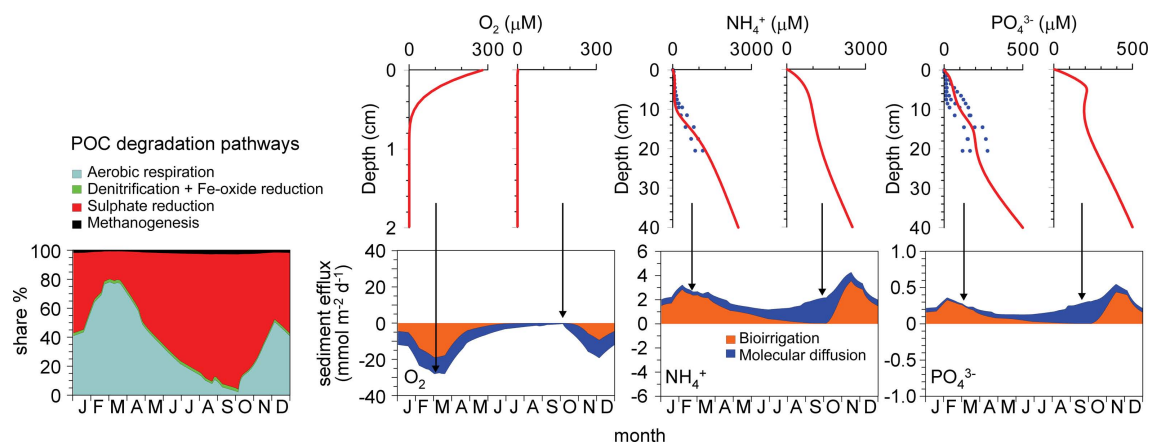 O2 (μM)
NH4+ (μM)
PO43- (μM)
0 300
0 300
0 3000
0 3000
0 500
0 500
Depth (cm)
0
1
2
Depth (cm)
0
10
20
30
40
Depth (cm)
0
10
20
30
40
POC degradation pathways
Aerobic respiration
Denitrification + Fe-oxide reduction
Sulphate reduction
Methanogenesis
share %
100
80
60
40
20
0
J F M A M J J A S O N D
sediment efflux
(mmol m-2 d-1)
40
20
0
-20
-40
O2
J F M A M J J A S O N D
6
4
2
0
-2
-4
-6
Bioirrigation
Molecular diffusion
NH4+
J F M A M J J A S O N D
1.0
0.5
0
-0.5
-1.0
PO43-
J F M A M J J A S O N D
month